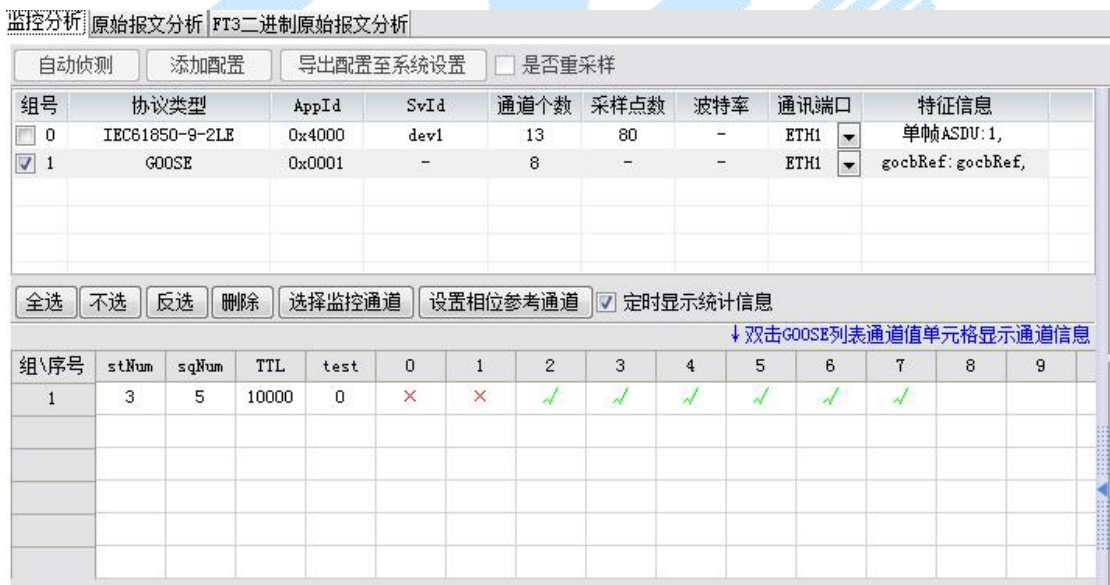 监控分析 原始报文分析 FT3二进制原始报文分析
自动侦测 添加配置 导出配置至系统设置 是否重采样
组号 协议类型 AppId SvId 通道个数 采样点数 波特率 通讯端口 特征信息
0 IEC61850-9-2LE 0x4000 dev1 13 80 - ETH1 单帧ASDU:1,
1 GOOSE 0x0001 - 8 - - ETH1 gocbRef:gocbRef,
全选 不选 反选 删除 选择监控通道 设置相位参考通道 定时显示统计信息
↓双击GOOSE列表通道值单元格显示通道信息
组\序号 stNum sqNum TTL test 0 1 2 3 4 5 6 7 8 9
1 3 5 10000 0 × × √ √ √ √ √ √